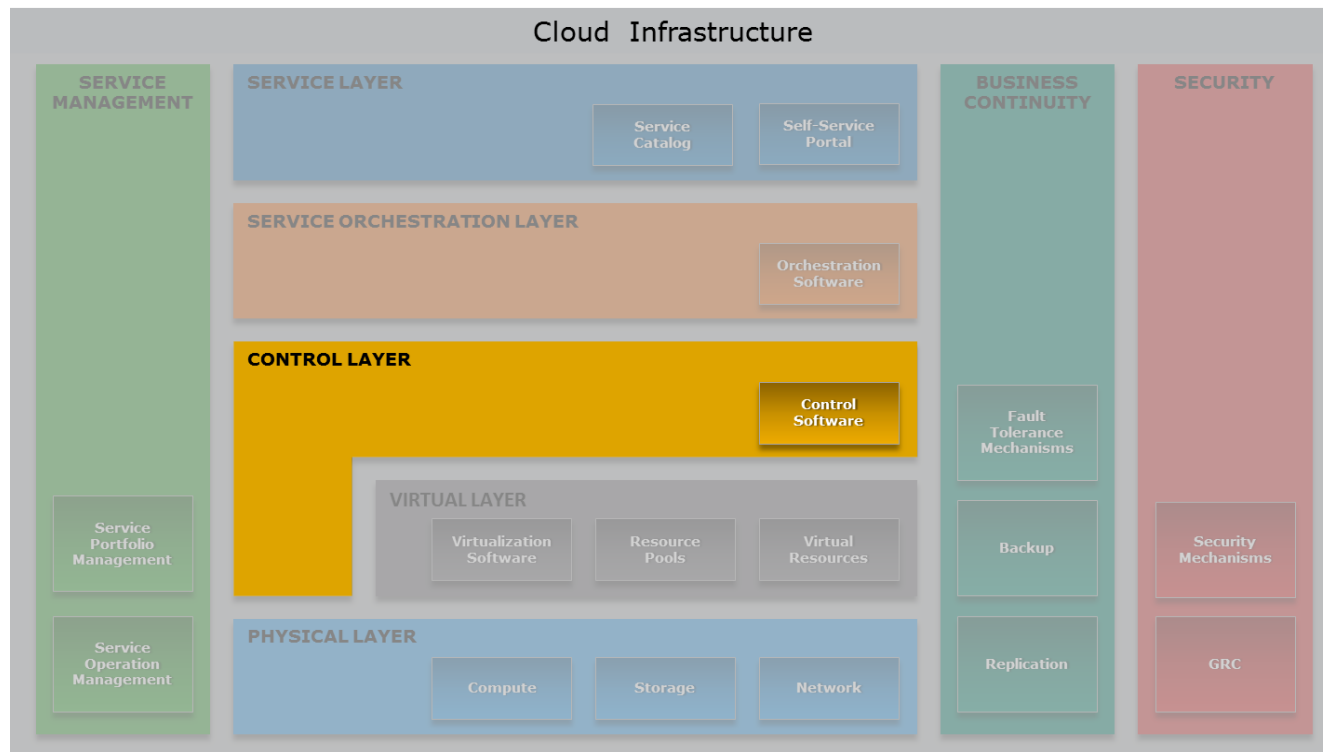 Cloud Infrastructure
SERVICE
MANAGEMENT
Service
Portfolio
Management
Service
Operation
Management
SERVICE LAYER
Service
Catalog
Self-Service
Portal
SERVICE ORCHESTRATION LAYER
Orchestration
Software
CONTROL LAYER
Control
Software
VIRTUAL LAYER
Virtualization
Software
Resource
Pools
Virtual
Resources
PHYSICAL LAYER
Compute
Storage
Network
BUSINESS
CONTINUITY
Fault
Tolerance
Mechanisms
Backup
Replication
SECURITY
Security
Mechanisms
GRC